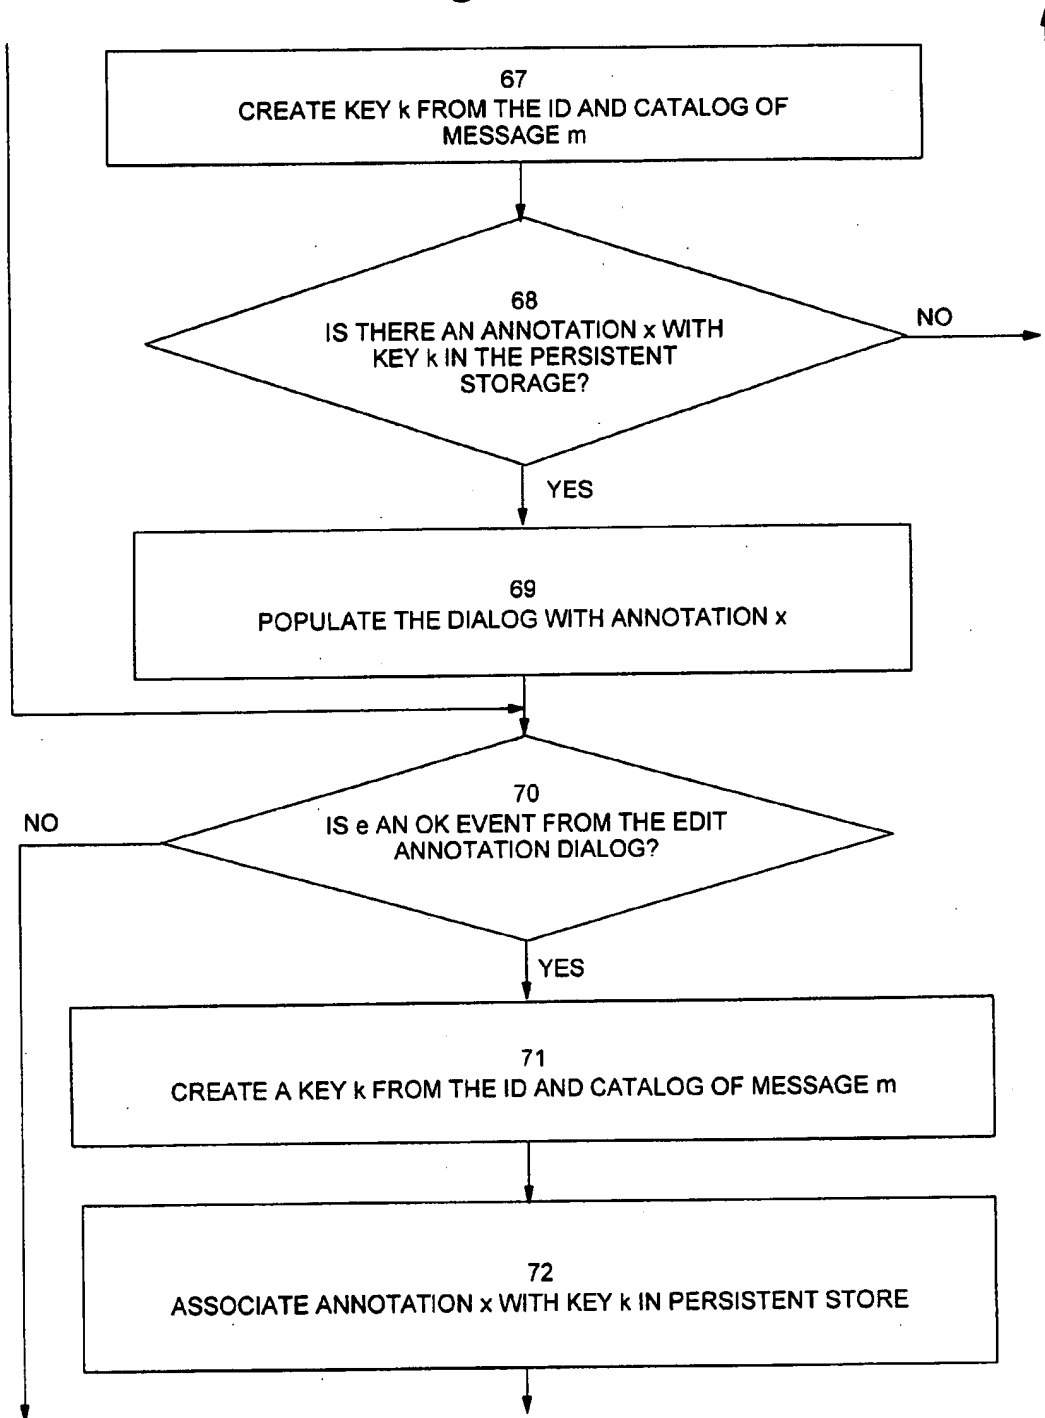 67
CREATE KEY k FROM THE ID AND CATALOG OF
MESSAGE m
68
IS THERE AN ANNOTATION x WITH
KEY k IN THE PERSISTENT
STORAGE?
NO
YES
69
POPULATE THE DIALOG WITH ANNOTATION x
70
IS e AN OK EVENT FROM THE EDIT
ANNOTATION DIALOG?
NO
YES
71
CREATE A KEY k FROM THE ID AND CATALOG OF MESSAGE m
72
ASSOCIATE ANNOTATION x WITH KEY k IN PERSISTENT STORE